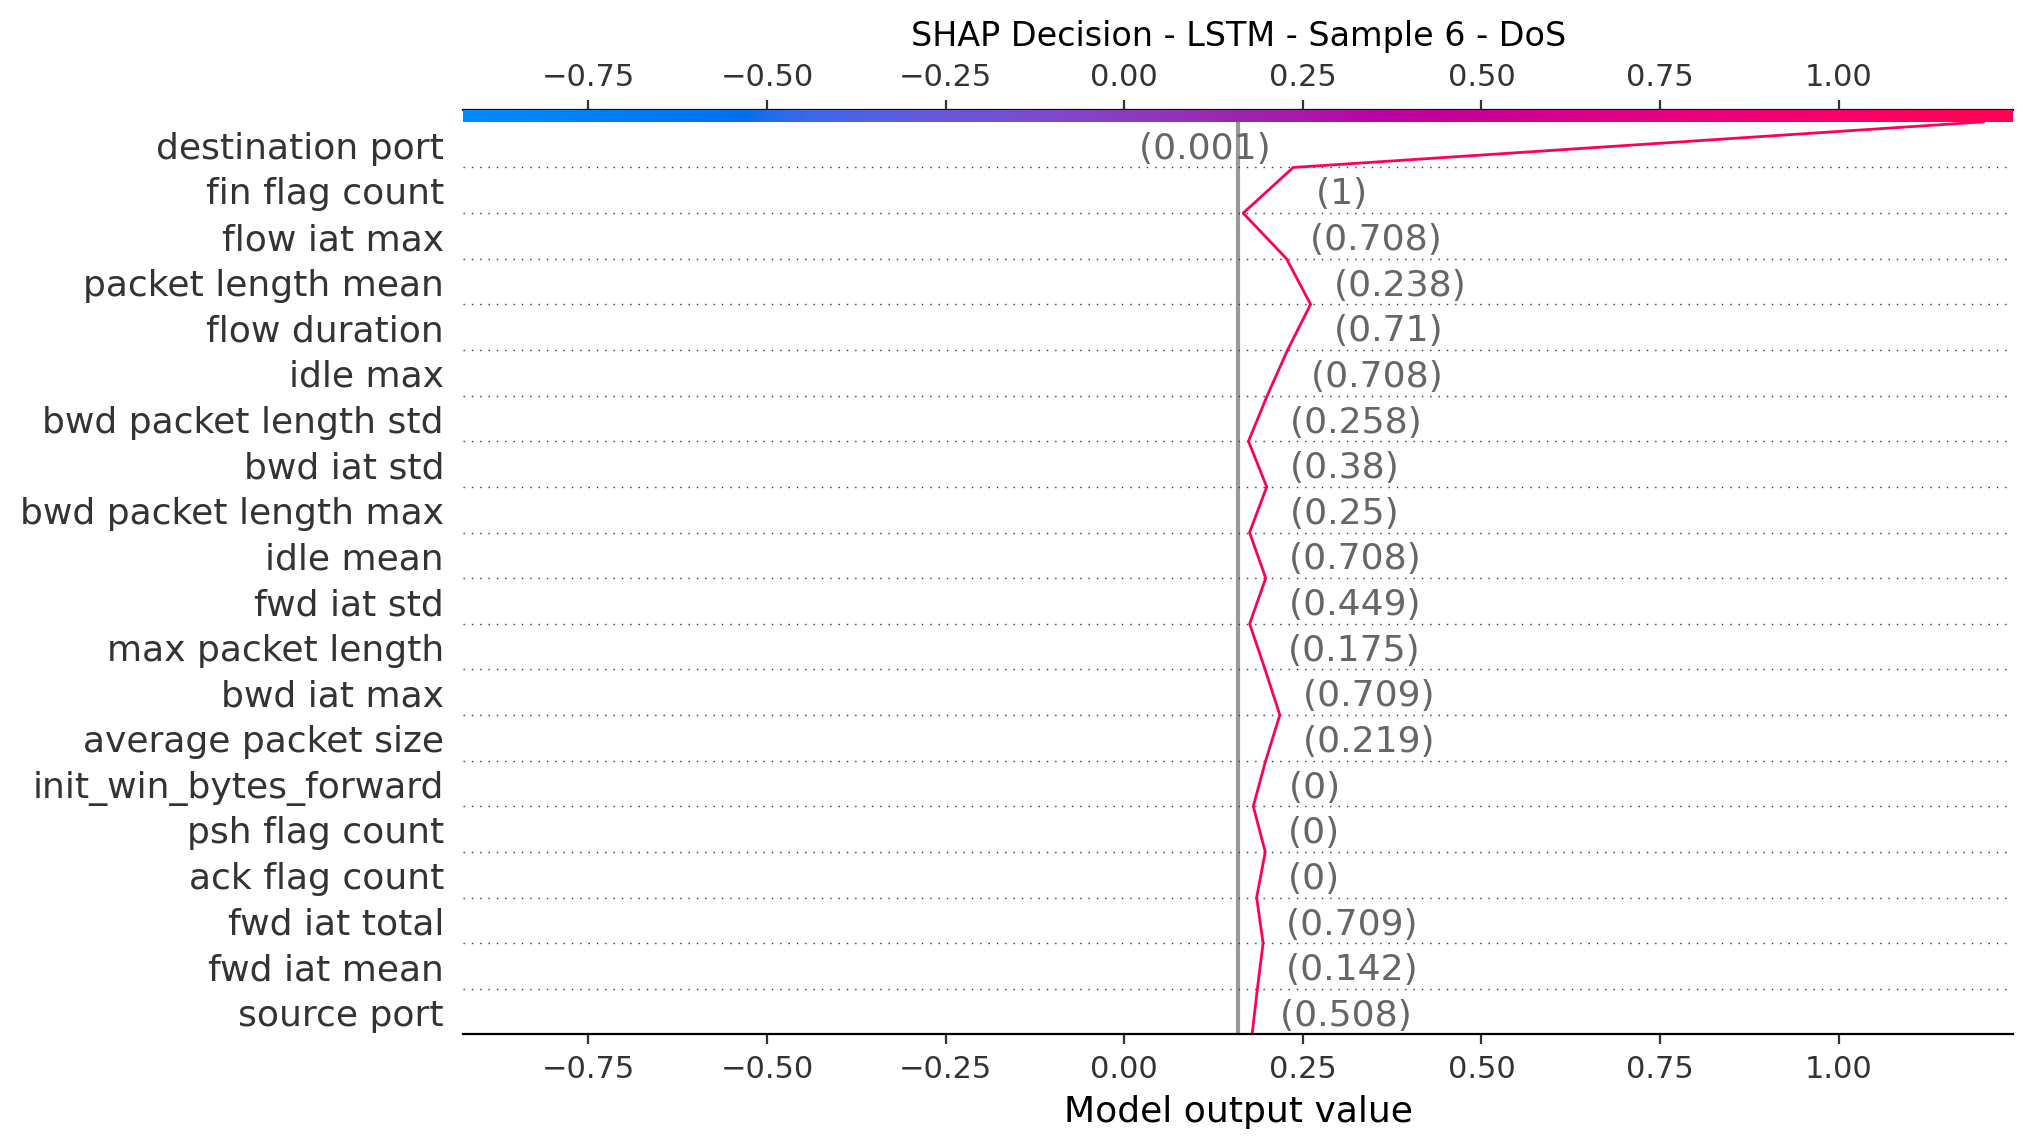 SHAP Decision - LSTM - Sample 6 - DoS
−0.75 −0.50 −0.25 0.00 0.25 0.50 0.75 1.00
destination port (0.001)
fin flag count (1)
flow iat max (0.708)
packet length mean (0.238)
flow duration (0.71)
idle max (0.708)
bwd packet length std (0.258)
bwd iat std (0.38)
bwd packet length max (0.25)
idle mean (0.708)
fwd iat std (0.449)
max packet length (0.175)
bwd iat max (0.709)
average packet size (0.219)
init_win_bytes_forward (0)
psh flag count (0)
ack flag count (0)
fwd iat total (0.709)
fwd iat mean (0.142)
source port (0.508)
−0.75 −0.50 −0.25 0.00 0.25 0.50 0.75 1.00
Model output value